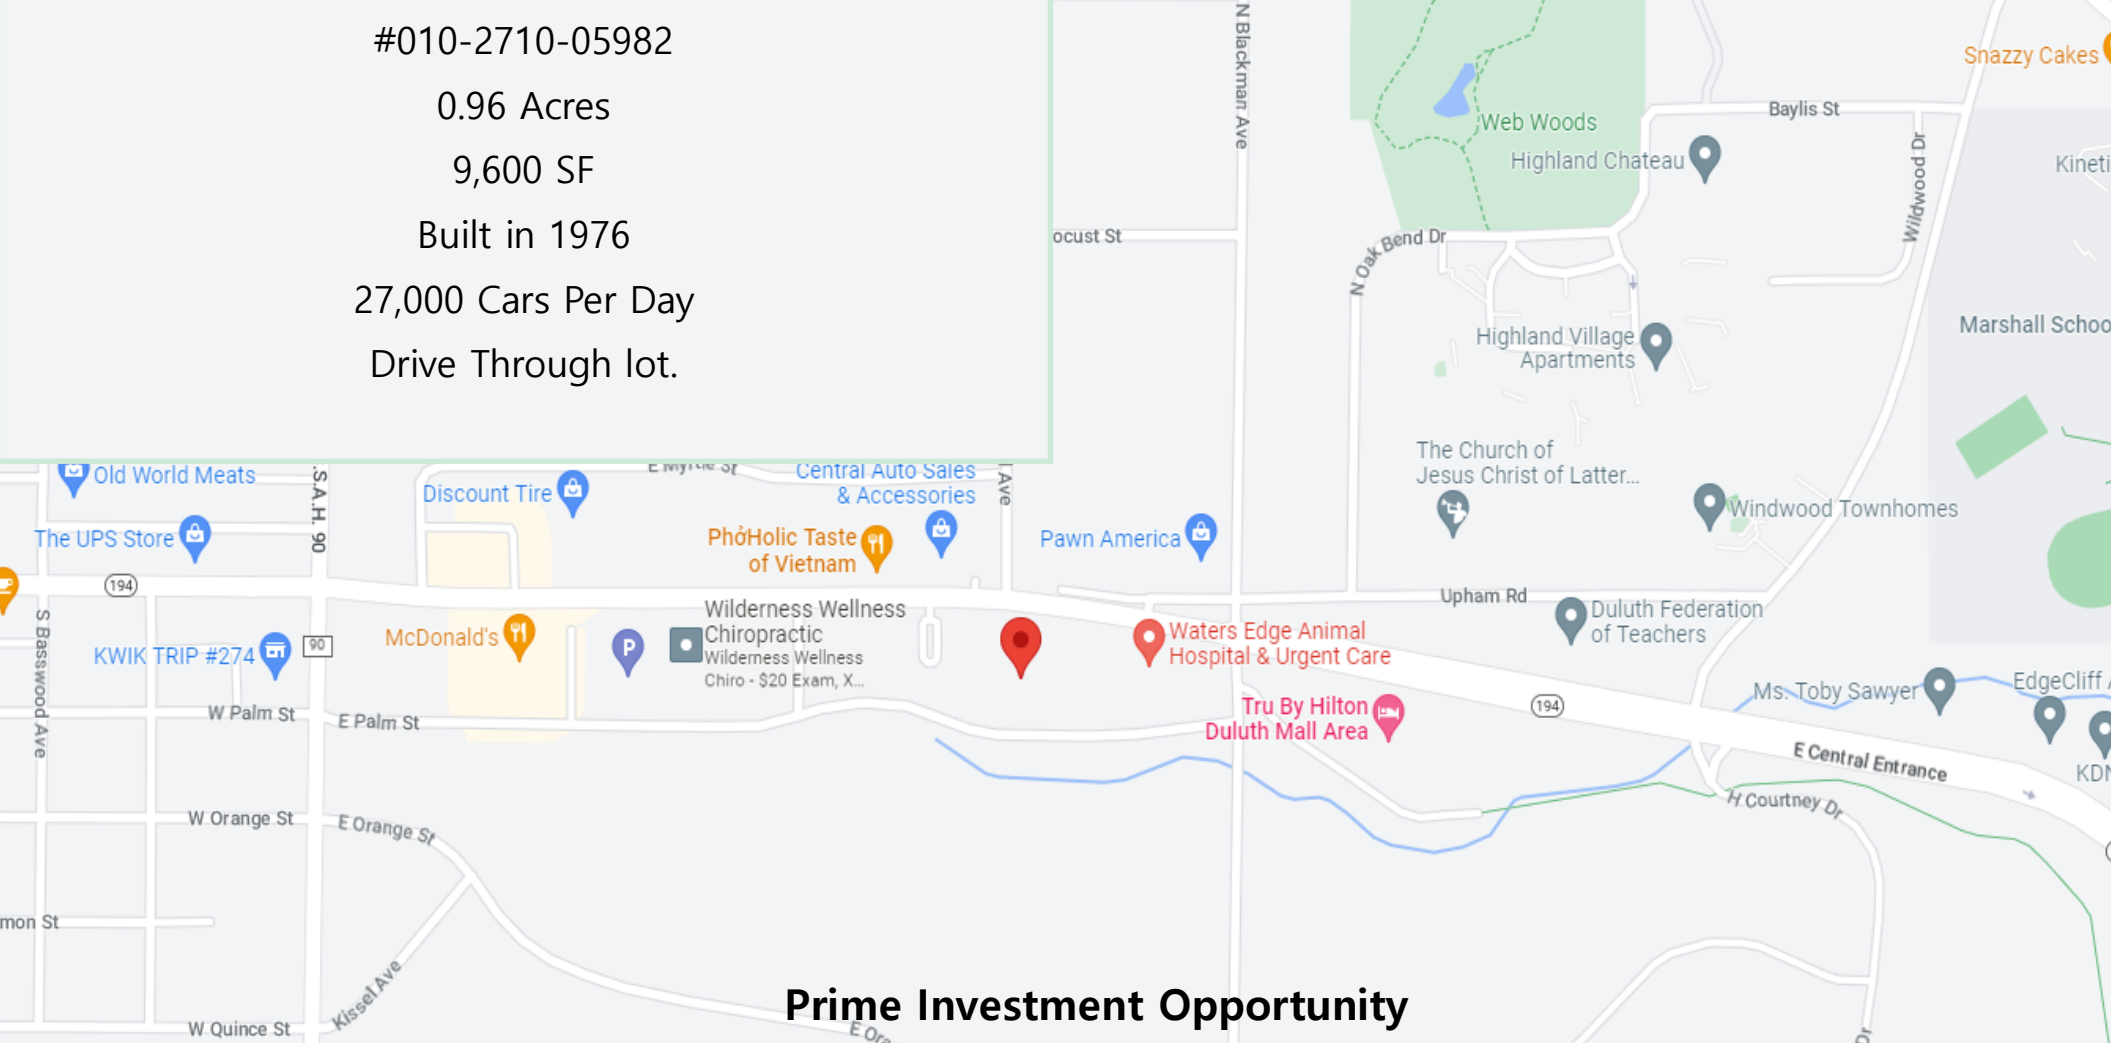 #010-2710-05982
0.96 Acres
9,600 SF
Built in 1976
27,000 Cars Per Day
Drive Through lot.
N Blackman Ave
Snazzy Cakes
Baylis St
Web Woods
Highland Chateau
Wildwood Dr
Kineti
ocust St
N Oak Bend Dr
Marshall Schoo
Highland Village
Apartments
The Church of
Jesus Christ of Latter...
Old World Meats
.S.A.H. 90
E Myrtle St
Central Auto Sales
& Accessories
Ave
Discount Tire
Windwood Townhomes
The UPS Store
PhởHolic Taste
of Vietnam
Pawn America
194
Upham Rd
Wilderness Wellness
Chiropractic
Wilderness Wellness
Chiro - $20 Exam, X...
Duluth Federation
of Teachers
S Basswood Ave
McDonald's
P
Waters Edge Animal
Hospital & Urgent Care
KWIK TRIP #274
90
Ms. Toby Sawyer
EdgeCliff
W Palm St
E Palm St
Tru By Hilton
Duluth Mall Area
194
E Central Entrance
KDN
H Courtney Dr
W Orange St
E Orange St
mon St
Kissel Ave
Prime Investment Opportunity
W Quince St
E Ora
Dr